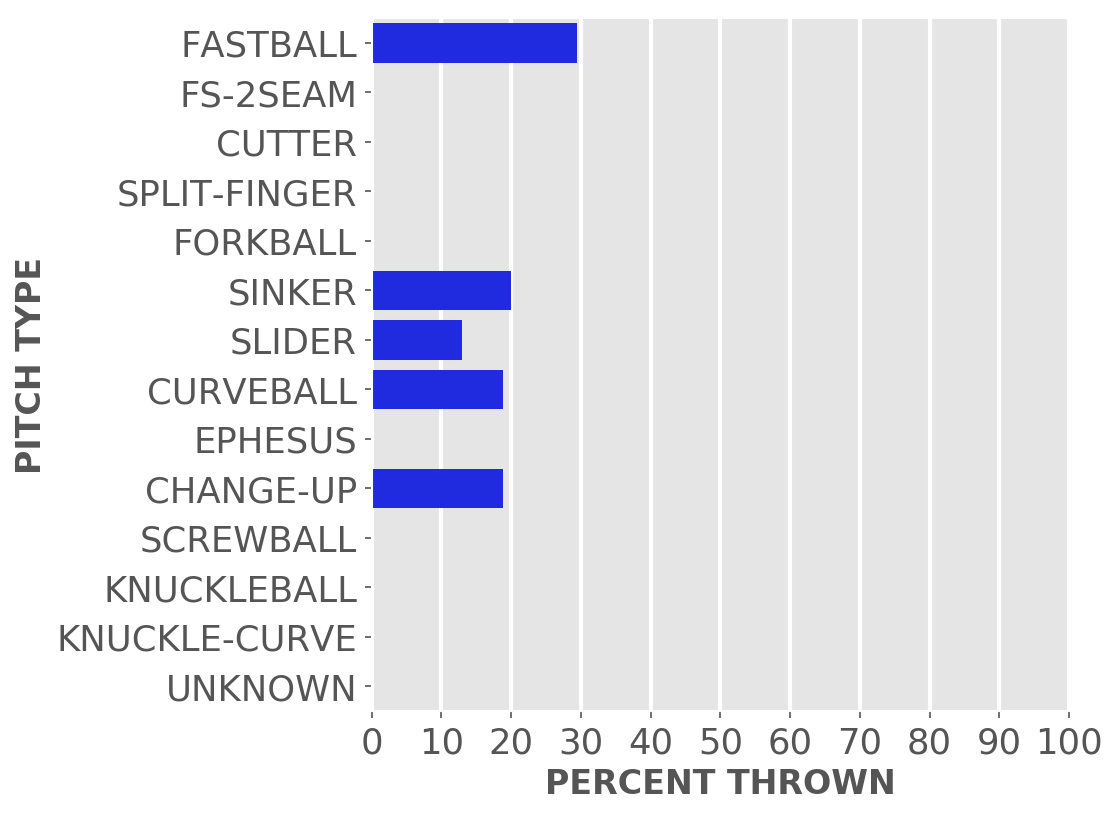 FASTBALL
FS-2SEAM
CUTTER
SPLIT-FINGER
FORKBALL
SINKER
SLIDER
CURVEBALL
EPHESUS
CHANGE-UP
SCREWBALL
KNUCKLEBALL
KNUCKLE-CURVE
UNKNOWN
PITCH TYPE
0 10 20 30 40 50 60 70 80 90 100
PERCENT THROWN